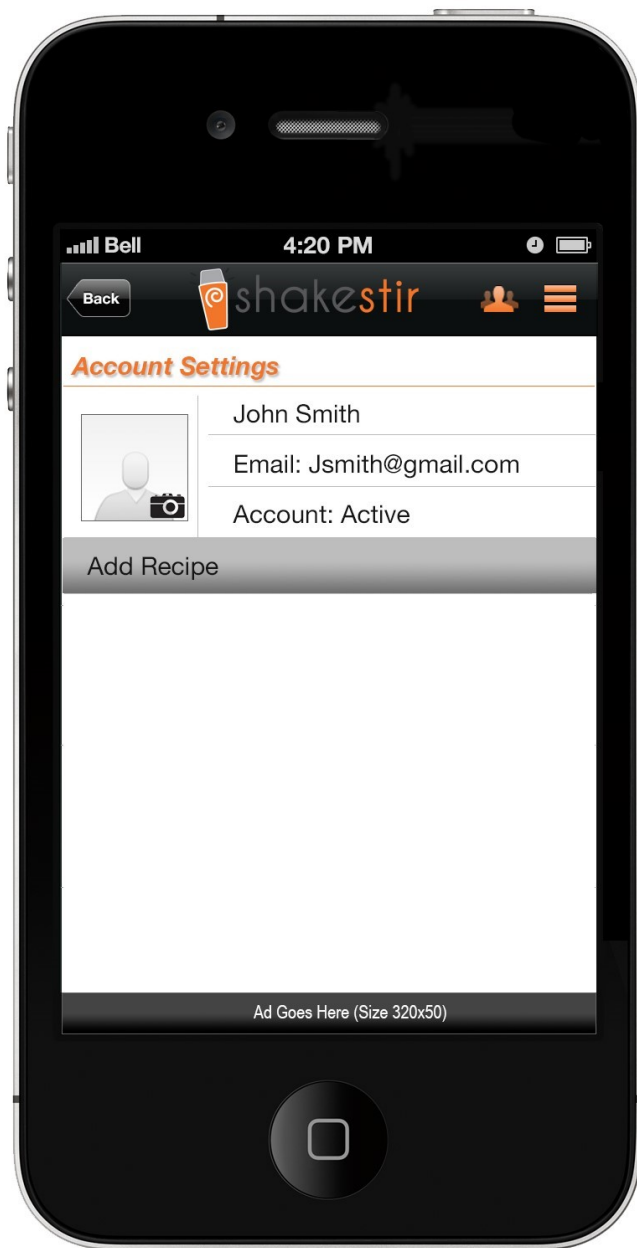 Bell 4:20 PM
Back shakestir
Account Settings
John Smith
Email: Jsmith@gmail.com
Account: Active
Add Recipe
Ad Goes Here (Size 320x50)